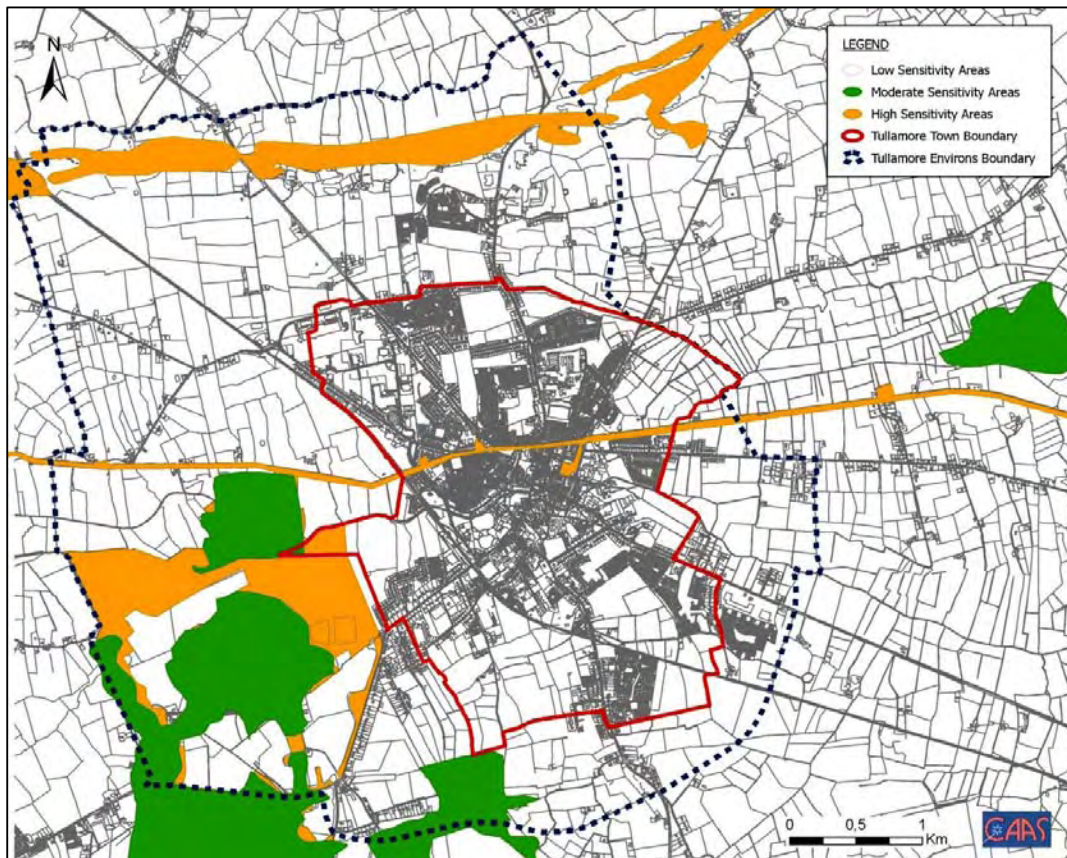 N
LEGEND
Low Sensitivity Areas
Moderate Sensitivity Areas
High Sensitivity Areas
Tullamore Town Boundary
Tullamore Environs Boundary
0 0,5 1
Km
CAAS